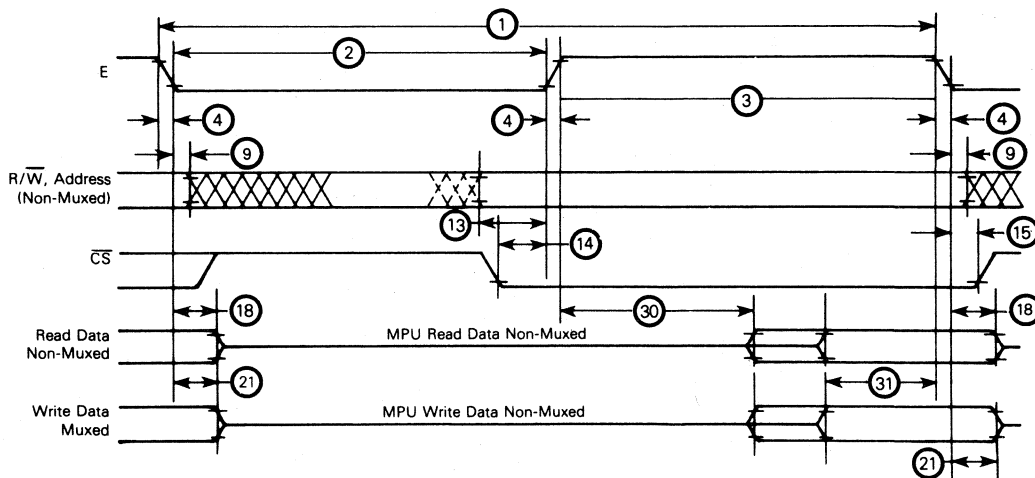 1
2
E
3
4
4
4
9
9
R/W̅, Address
(Non-Muxed)
13
14
15
C̅S̅
18
30
18
Read Data
Non-Muxed
MPU Read Data Non-Muxed
21
31
Write Data
Muxed
MPU Write Data Non-Muxed
21